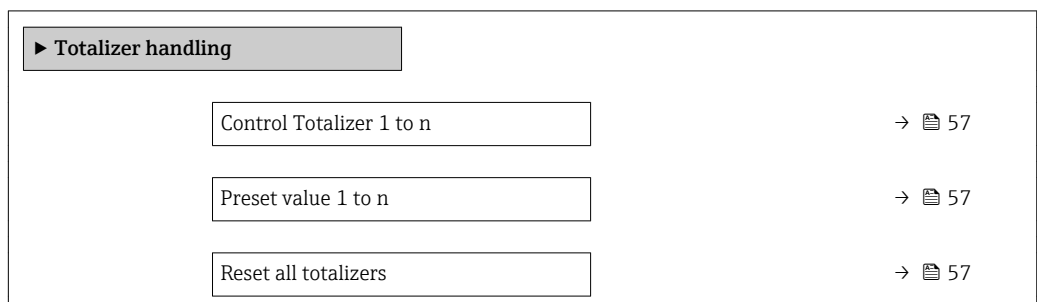 ▶ Totalizer handling
Control Totalizer 1 to n → 57
Preset value 1 to n → 57
Reset all totalizers → 57